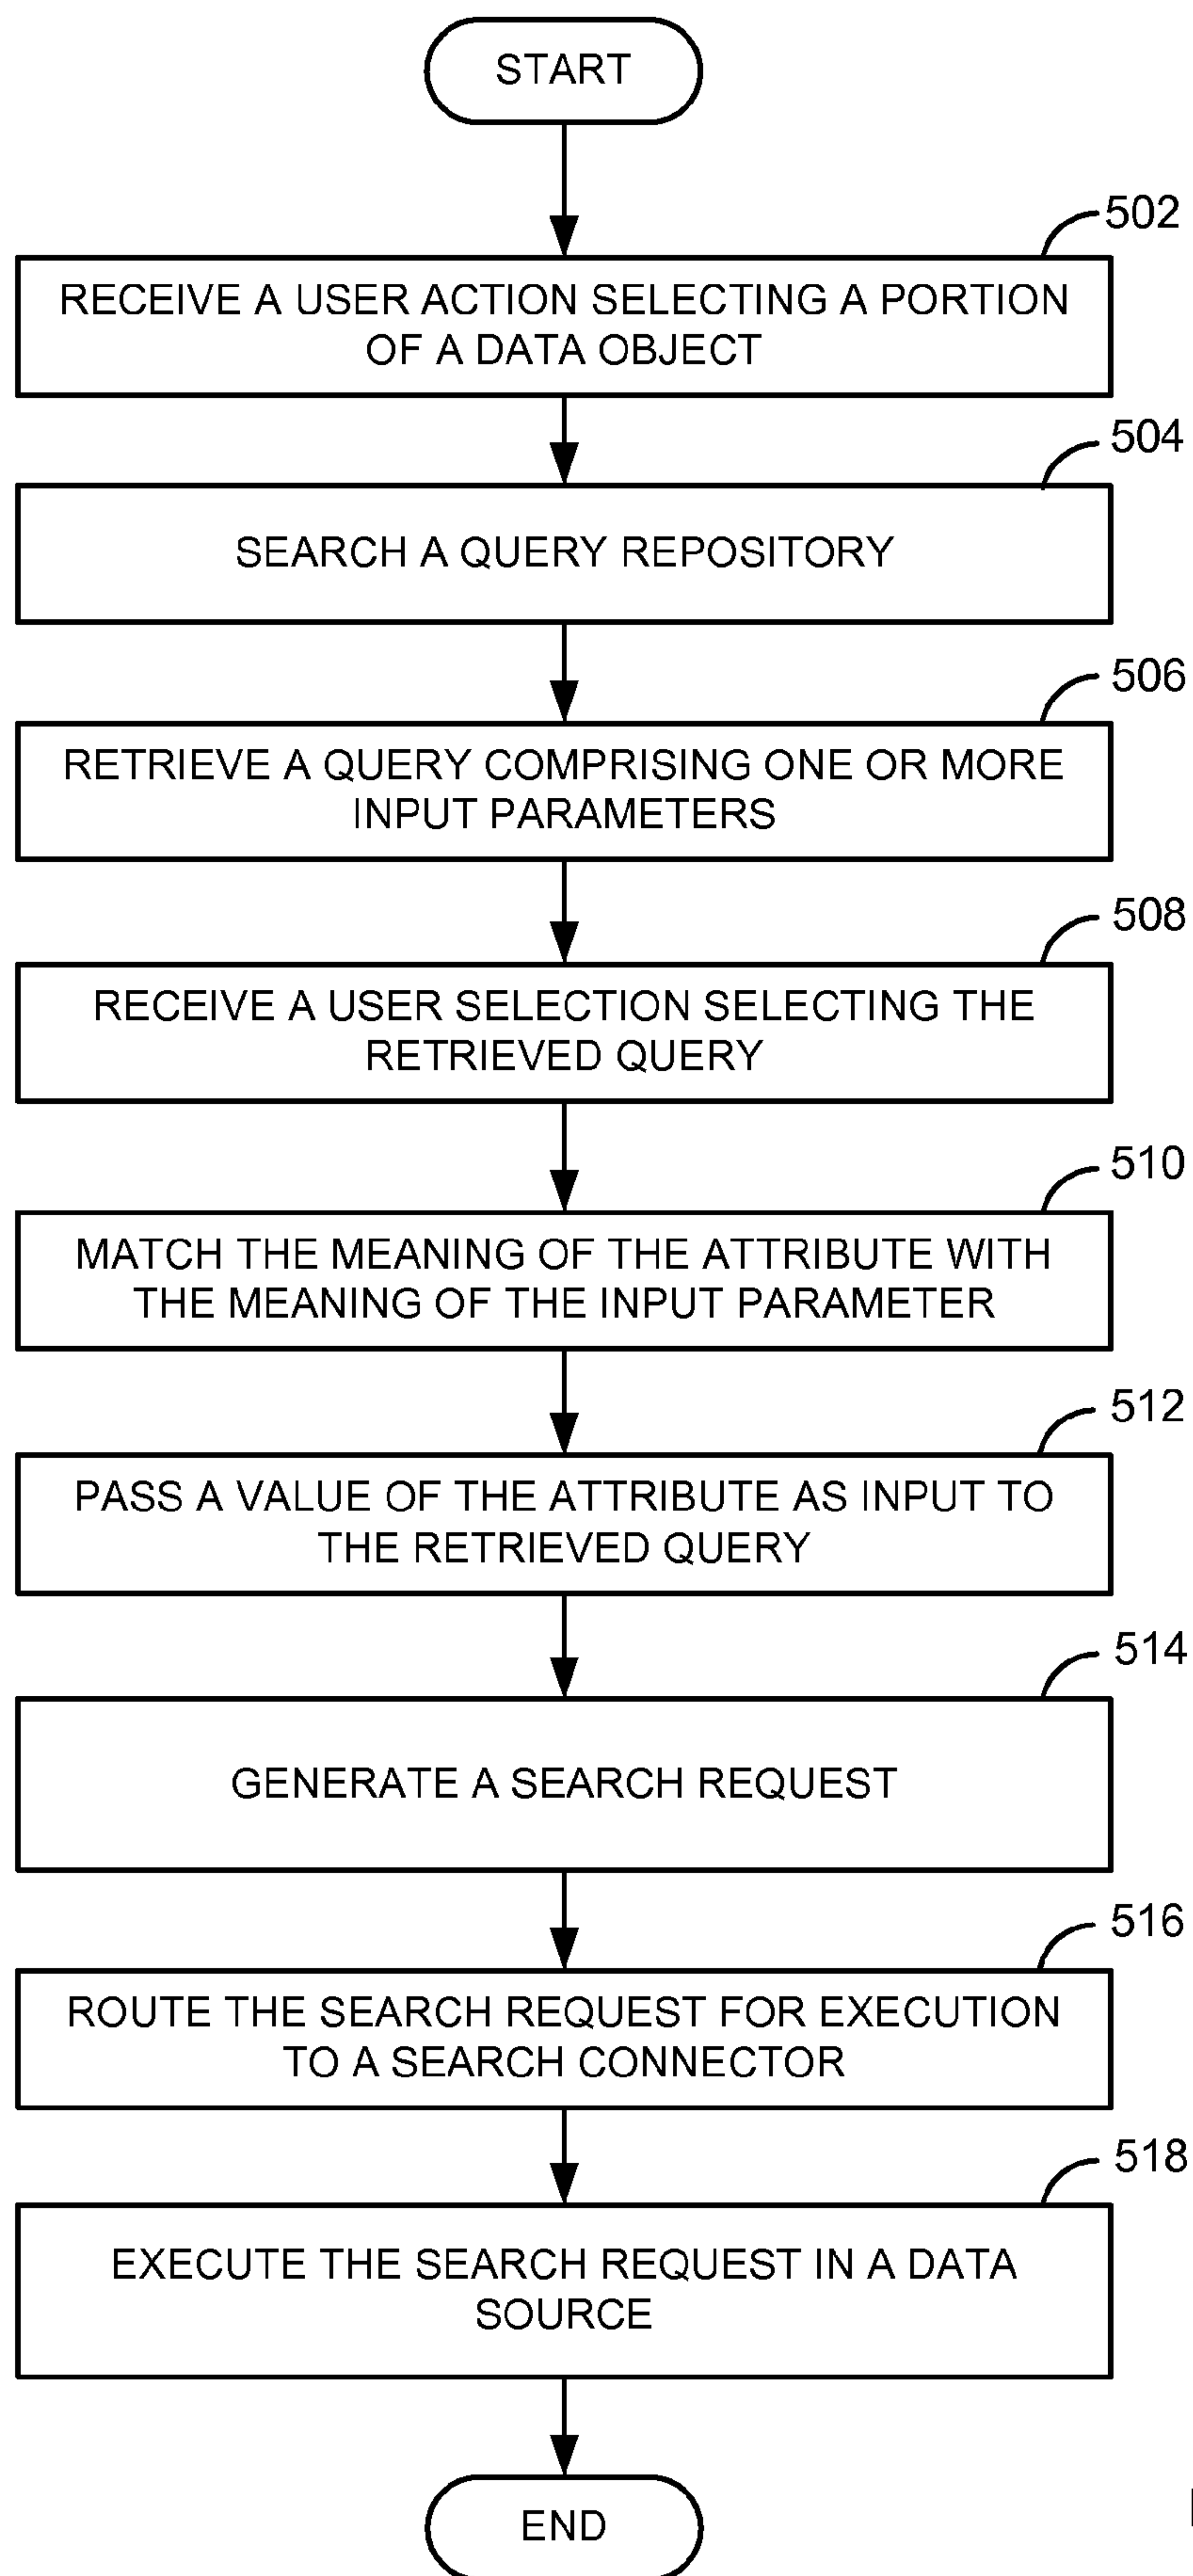 START
502
RECEIVE A USER ACTION SELECTING A PORTION
OF A DATA OBJECT
504
SEARCH A QUERY REPOSITORY
506
RETRIEVE A QUERY COMPRISING ONE OR MORE
INPUT PARAMETERS
508
RECEIVE A USER SELECTION SELECTING THE
RETRIEVED QUERY
510
MATCH THE MEANING OF THE ATTRIBUTE WITH
THE MEANING OF THE INPUT PARAMETER
512
PASS A VALUE OF THE ATTRIBUTE AS INPUT TO
THE RETRIEVED QUERY
514
GENERATE A SEARCH REQUEST
516
ROUTE THE SEARCH REQUEST FOR EXECUTION
TO A SEARCH CONNECTOR
518
EXECUTE THE SEARCH REQUEST IN A DATA
SOURCE
END